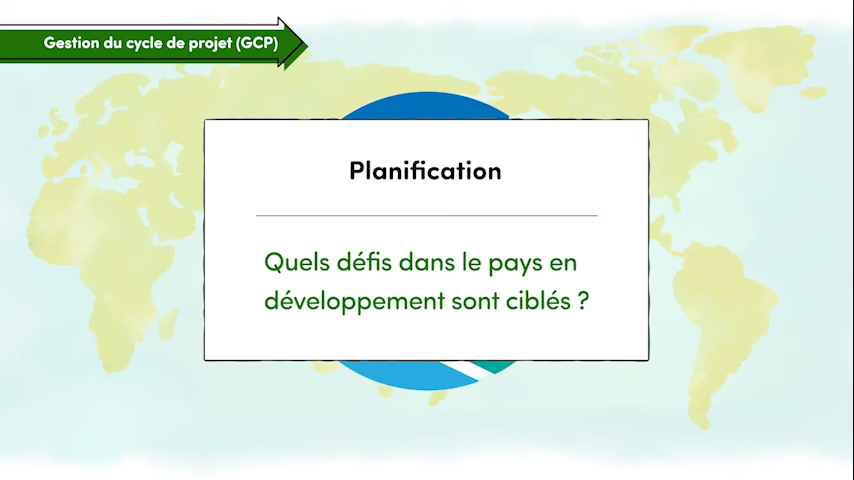 Gestion du cycle de projet (GCP)
Planification
Quels défis dans le pays en
développement sont ciblés ?